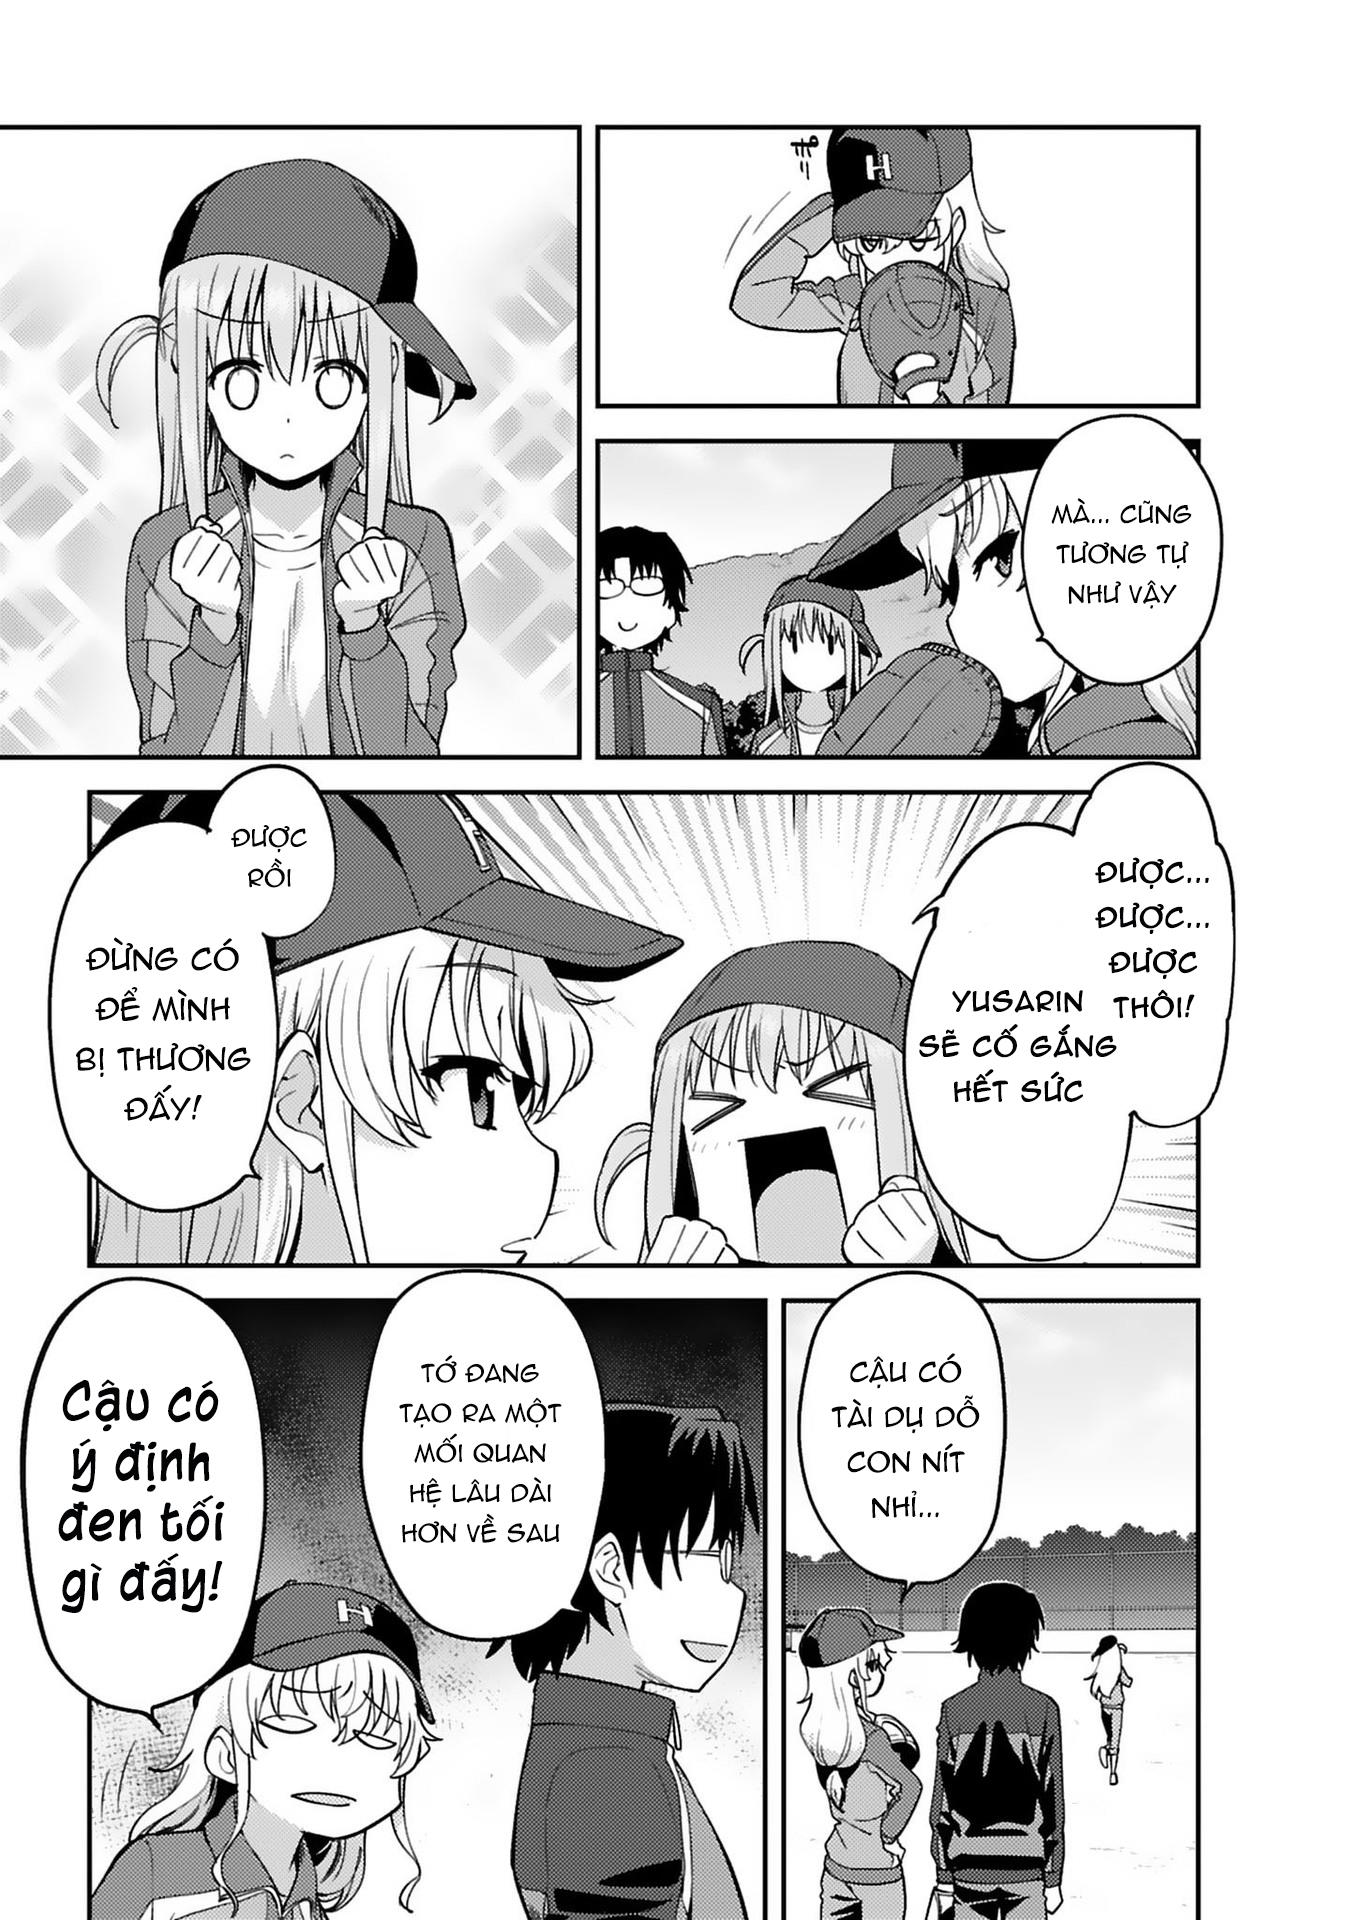 ポリ
H
MÀ... CŨNG
TƯƠNG TỰ
NHƯ VẬY
ĐƯỢC...
ĐƯỢC...
ĐƯỢC
THÔI!
YUSARIN
SẼ CỐ GẮNG
HẾT SỨC
ĐƯỢC
RỒI
ĐỪNG CÓ
ĐỂ MÌNH
BỊ THƯƠNG
ĐẤY!
CẬU CÓ
TÀI DỤ DỖ
CON NÍT
NHỈ...
TỚ ĐANG
TẠO RA MỘT
MỐI QUAN
HỆ LÂU DÀI
HƠN VỀ SAU
Cậu có
ý định
đen tối
gì đấy!
H